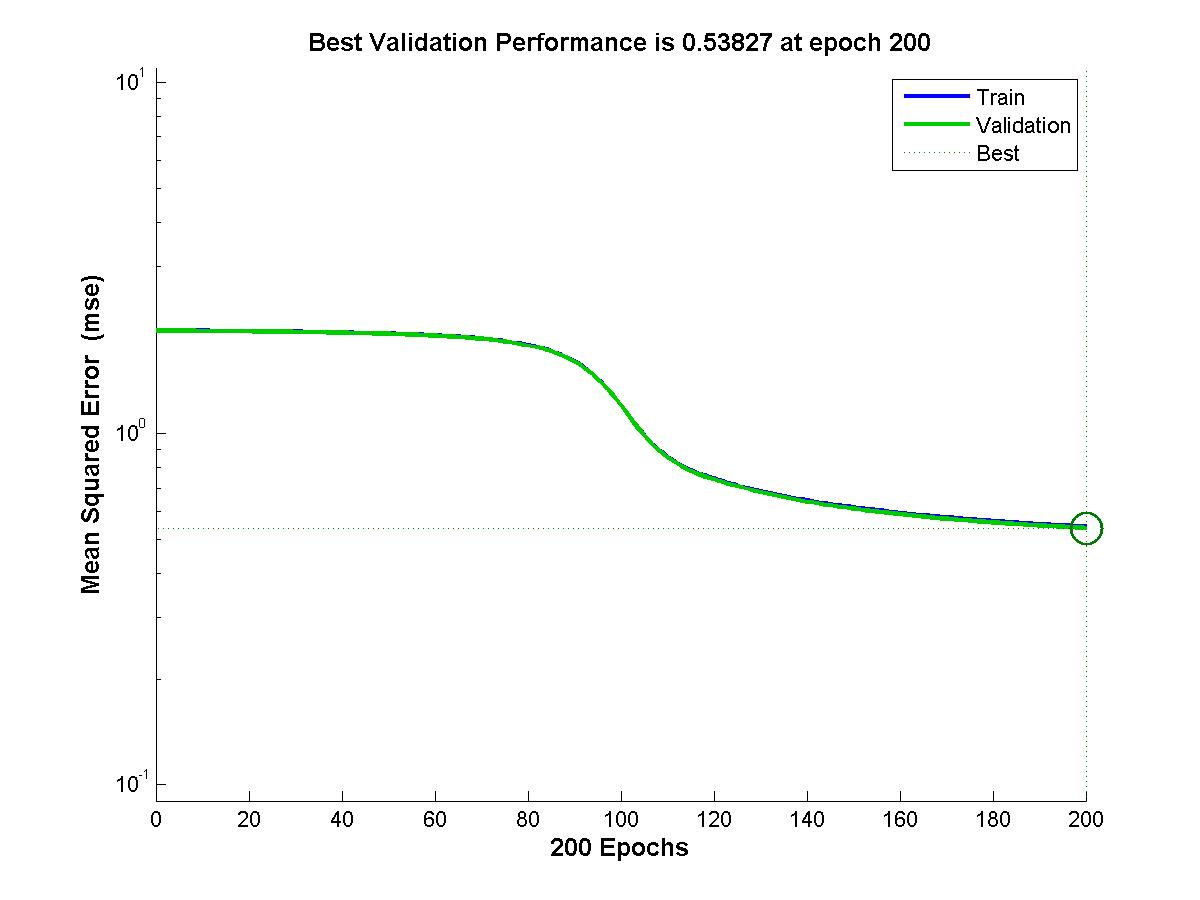 Best Validation Performance is 0.53827 at epoch 200
10^1
Train
Validation
Best
Mean Squared Error (mse)
10^0
10^-1
0 20 40 60 80 100 120 140 160 180 200
200 Epochs